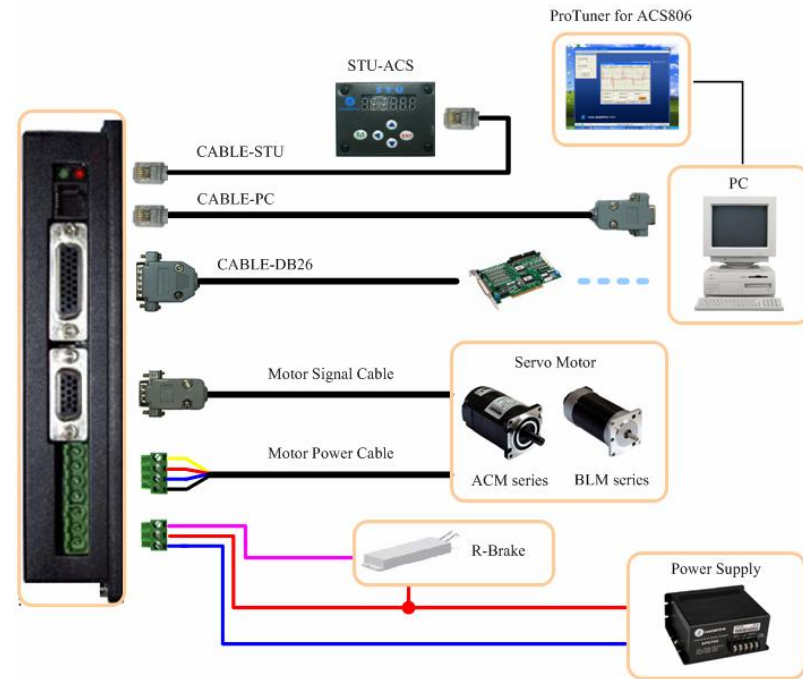 ProTuner for ACS806
STU-ACS
STU
CABLE-STU
PC
CABLE-PC
CABLE-DB26
Motor Signal Cable
Servo Motor
Motor Power Cable
ACM series
BLM series
R-Brake
Power Supply